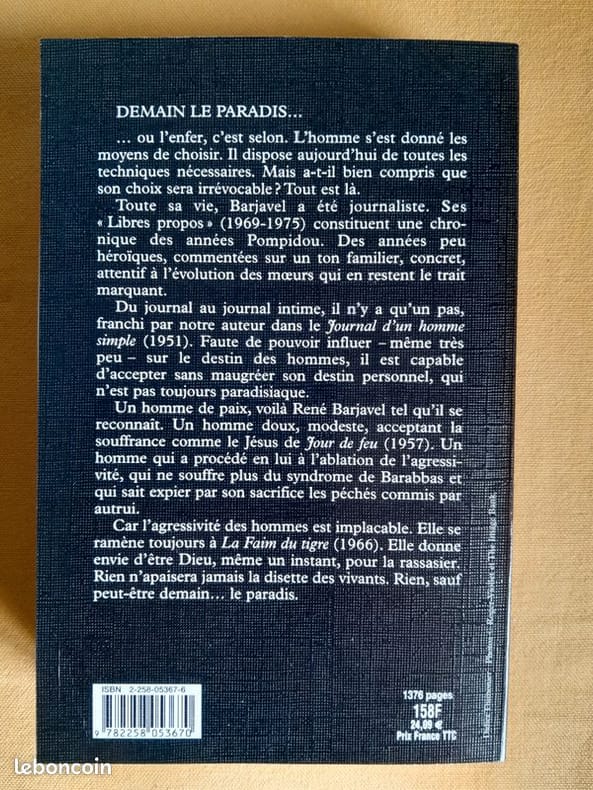 DEMAIN LE PARADIS...
... ou l'enfer, c'est selon. L'homme s'est donné les
moyens de choisir. Il dispose aujourd'hui de toutes les
techniques nécessaires. Mais a-t-il bien compris que
son choix sera irrévocable ? Tout est là.
Toute sa vie, Barjavel a été journaliste. Ses
« Libres propos » (1969-1975) constituent une chro-
nique des années Pompidou. Des années peu
héroïques, commentées sur un ton familier, concret,
attentif à l'évolution des mœurs qui en restent le trait
marquant.
Du journal au journal intime, il n'y a qu'un pas,
franchi par notre auteur dans le Journal d'un homme
simple (1951). Faute de pouvoir influer – même très
peu – sur le destin des hommes, il est capable
d'accepter sans maugréer son destin personnel, qui
n'est pas toujours paradisiaque.
Un homme de paix, voilà René Barjavel tel qu'il se
reconnaît. Un homme doux, modeste, acceptant la
souffrance comme le Jésus de Jour de feu (1957). Un
homme qui a procédé en lui à l'ablation de l'agressi-
vité, qui ne souffre plus du syndrome de Barabbas et
qui sait expier par son sacrifice les péchés commis par
autrui.
Car l'agressivité des hommes est implacable. Elle se
ramène toujours à La Faim du tigre (1966). Elle donne
envie d'être Dieu, même un instant, pour la rassasier.
Rien n'apaisera jamais la disette des vivants. Rien, sauf
peut-être demain... le paradis.
ISBN 2-258-05367-6
9 782258 053670
1376 pages
158F
24,09 €
Prix France TTC
Photos © Roger-Viollet et The Image Bank
leboncoin